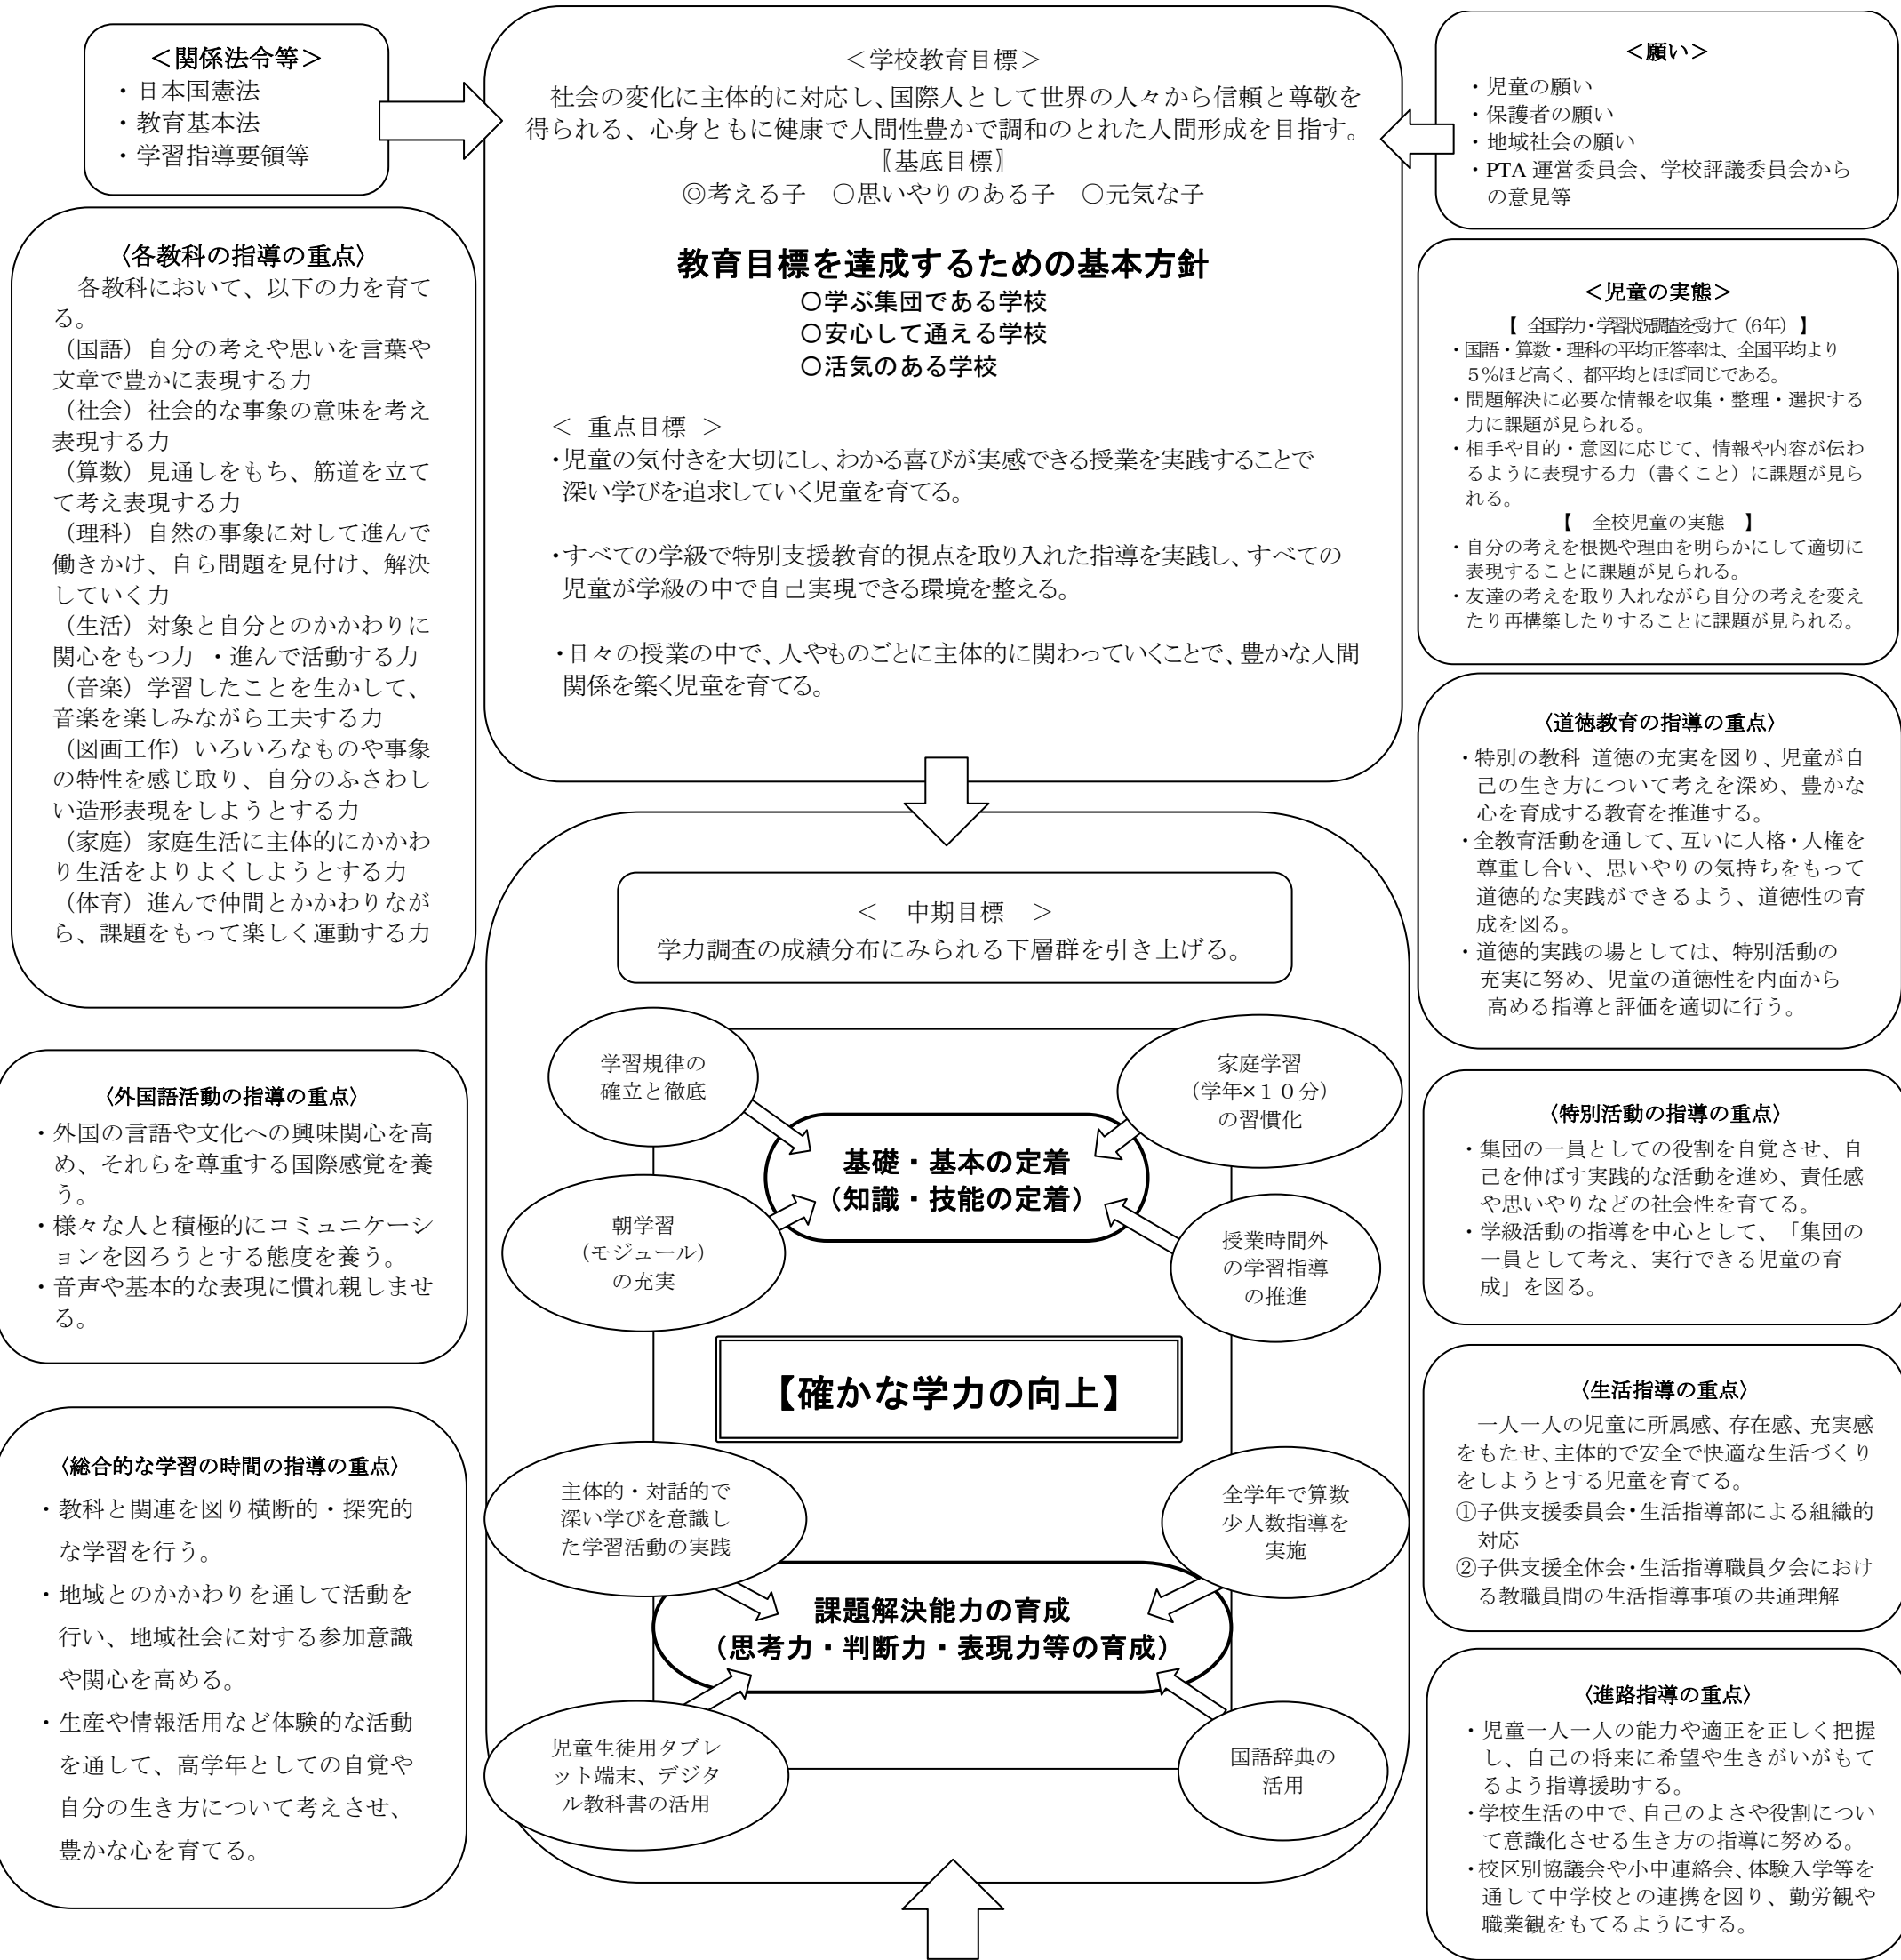 ＜関係法令等＞
・日本国憲法
・教育基本法
・学習指導要領等
＜学校教育目標＞
社会の変化に主体的に対応し、国際人として世界の人々から信頼と尊敬を
得られる、心身ともに健康で人間性豊かで調和のとれた人間形成を目指す。
〖基底目標〗
◎考える子　○思いやりのある子　○元気な子
教育目標を達成するための基本方針
○学ぶ集団である学校
○安心して通える学校
○活気のある学校
＜ 重点目標 ＞
・児童の気付きを大切にし、わかる喜びが実感できる授業を実践することで
深い学びを追求していく児童を育てる。
・すべての学級で特別支援教育的視点を取り入れた指導を実践し、すべての
児童が学級の中で自己実現できる環境を整える。
・日々の授業の中で、人やものごとに主体的に関わっていくことで、豊かな人間
関係を築く児童を育てる。
＜願い＞
・児童の願い
・保護者の願い
・地域社会の願い
・PTA 運営委員会、学校評議委員会から
の意見等
〈各教科の指導の重点〉
各教科において、以下の力を育て
る。
（国語）自分の考えや思いを言葉や
文章で豊かに表現する力
（社会）社会的な事象の意味を考え
表現する力
（算数）見通しをもち、筋道を立て
て考え表現する力
（理科）自然の事象に対して進んで
働きかけ、自ら問題を見付け、解決
していく力
（生活）対象と自分とのかかわりに
関心をもつ力 ・進んで活動する力
（音楽）学習したことを生かして、
音楽を楽しみながら工夫する力
（図画工作）いろいろなものや事象
の特性を感じ取り、自分のふさわし
い造形表現をしようとする力
（家庭）家庭生活に主体的にかかわ
り生活をよりよくしようとする力
（体育）進んで仲間とかかわりなが
ら、課題をもって楽しく運動する力
＜児童の実態＞
【 全国学力・学習状況調査を受けて（6年）】
・国語・算数・理科の平均正答率は、全国平均より
５％ほど高く、都平均とほぼ同じである。
・問題解決に必要な情報を収集・整理・選択する
力に課題が見られる。
・相手や目的・意図に応じて、情報や内容が伝わ
るように表現する力（書くこと）に課題が見ら
れる。
【　全校児童の実態　】
・自分の考えを根拠や理由を明らかにして適切に
表現することに課題が見られる。
・友達の考えを取り入れながら自分の考えを変え
たり再構築したりすることに課題が見られる。
〈道徳教育の指導の重点〉
・特別の教科 道徳の充実を図り、児童が自
己の生き方について考えを深め、豊かな
心を育成する教育を推進する。
・全教育活動を通して、互いに人格・人権を
尊重し合い、思いやりの気持ちをもって
道徳的な実践ができるよう、道徳性の育
成を図る。
・道徳的実践の場としては、特別活動の
充実に努め、児童の道徳性を内面から
高める指導と評価を適切に行う。
＜　中期目標　＞
学力調査の成績分布にみられる下層群を引き上げる。
学習規律の
確立と徹底
家庭学習
（学年×１０分）
の習慣化
基礎・基本の定着
（知識・技能の定着）
朝学習
（モジュール）
の充実
授業時間外
の学習指導
の推進
【確かな学力の向上】
主体的・対話的で
深い学びを意識し
た学習活動の実践
全学年で算数
少人数指導を
実施
課題解決能力の育成
（思考力・判断力・表現力等の育成）
児童生徒用タブレ
ット端末、デジタ
ル教科書の活用
国語辞典の
活用
〈外国語活動の指導の重点〉
・外国の言語や文化への興味関心を高
め、それらを尊重する国際感覚を養
う。
・様々な人と積極的にコミュニケーシ
ョンを図ろうとする態度を養う。
・音声や基本的な表現に慣れ親しませ
る。
〈総合的な学習の時間の指導の重点〉
・教科と関連を図り横断的・探究的
な学習を行う。
・地域とのかかわりを通して活動を
行い、地域社会に対する参加意識
や関心を高める。
・生産や情報活用など体験的な活動
を通して、高学年としての自覚や
自分の生き方について考えさせ、
豊かな心を育てる。
〈特別活動の指導の重点〉
・集団の一員としての役割を自覚させ、自
己を伸ばす実践的な活動を進め、責任感
や思いやりなどの社会性を育てる。
・学級活動の指導を中心として、「集団の
一員として考え、実行できる児童の育
成」を図る。
〈生活指導の重点〉
一人一人の児童に所属感、存在感、充実感
をもたせ、主体的で安全で快適な生活づくり
をしようとする児童を育てる。
①子供支援委員会・生活指導部による組織的
対応
②子供支援全体会・生活指導職員夕会におけ
る教職員間の生活指導事項の共通理解
〈進路指導の重点〉
・児童一人一人の能力や適正を正しく把握
し、自己の将来に希望や生きがいがもて
るよう指導援助する。
・学校生活の中で、自己のよさや役割につい
て意識化させる生き方の指導に努める。
・校区別協議会や小中連絡会、体験入学等を
通して中学校との連携を図り、勤労観や
職業観をもてるようにする。